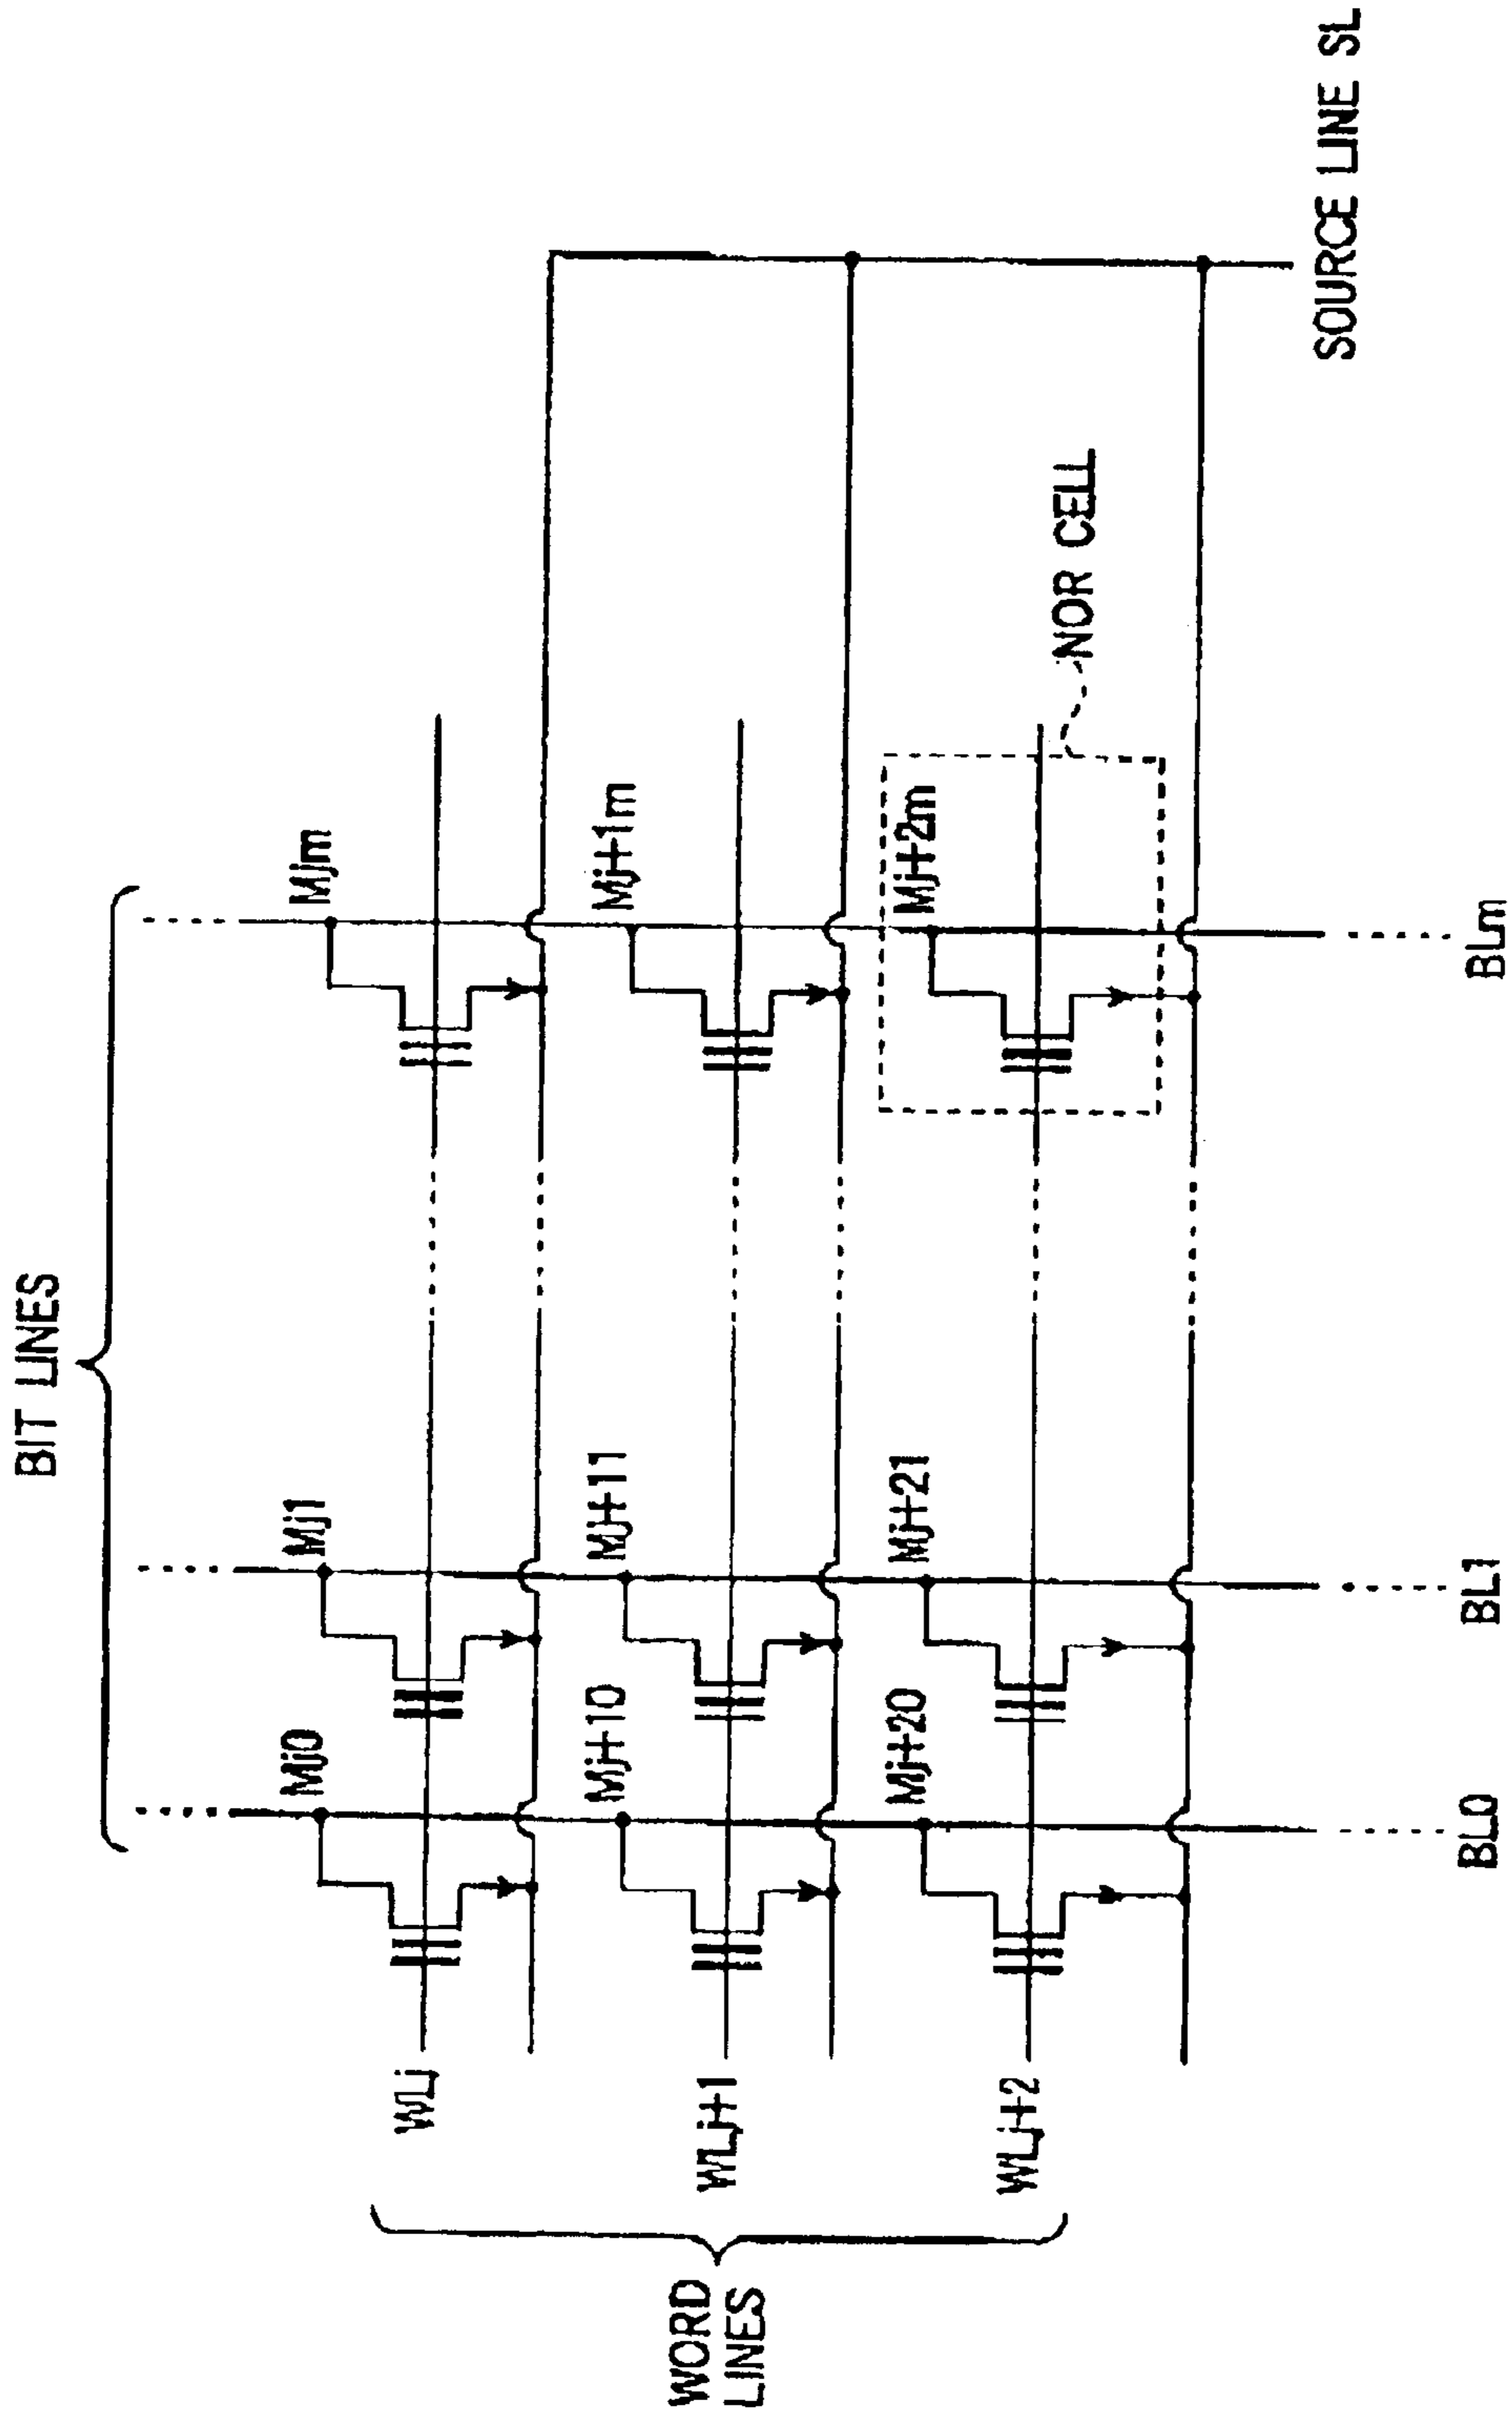 BIT LINES
Mj0
Mj1
Mjm
WLj
Mj+10
Mj+11
Mj+1m
WORD
LINES
WLj+1
Mj+20
Mj+21
Mj+2m
NOR CELL
WLj+2
SOURCE LINE SL
BL0
BL1
BLm